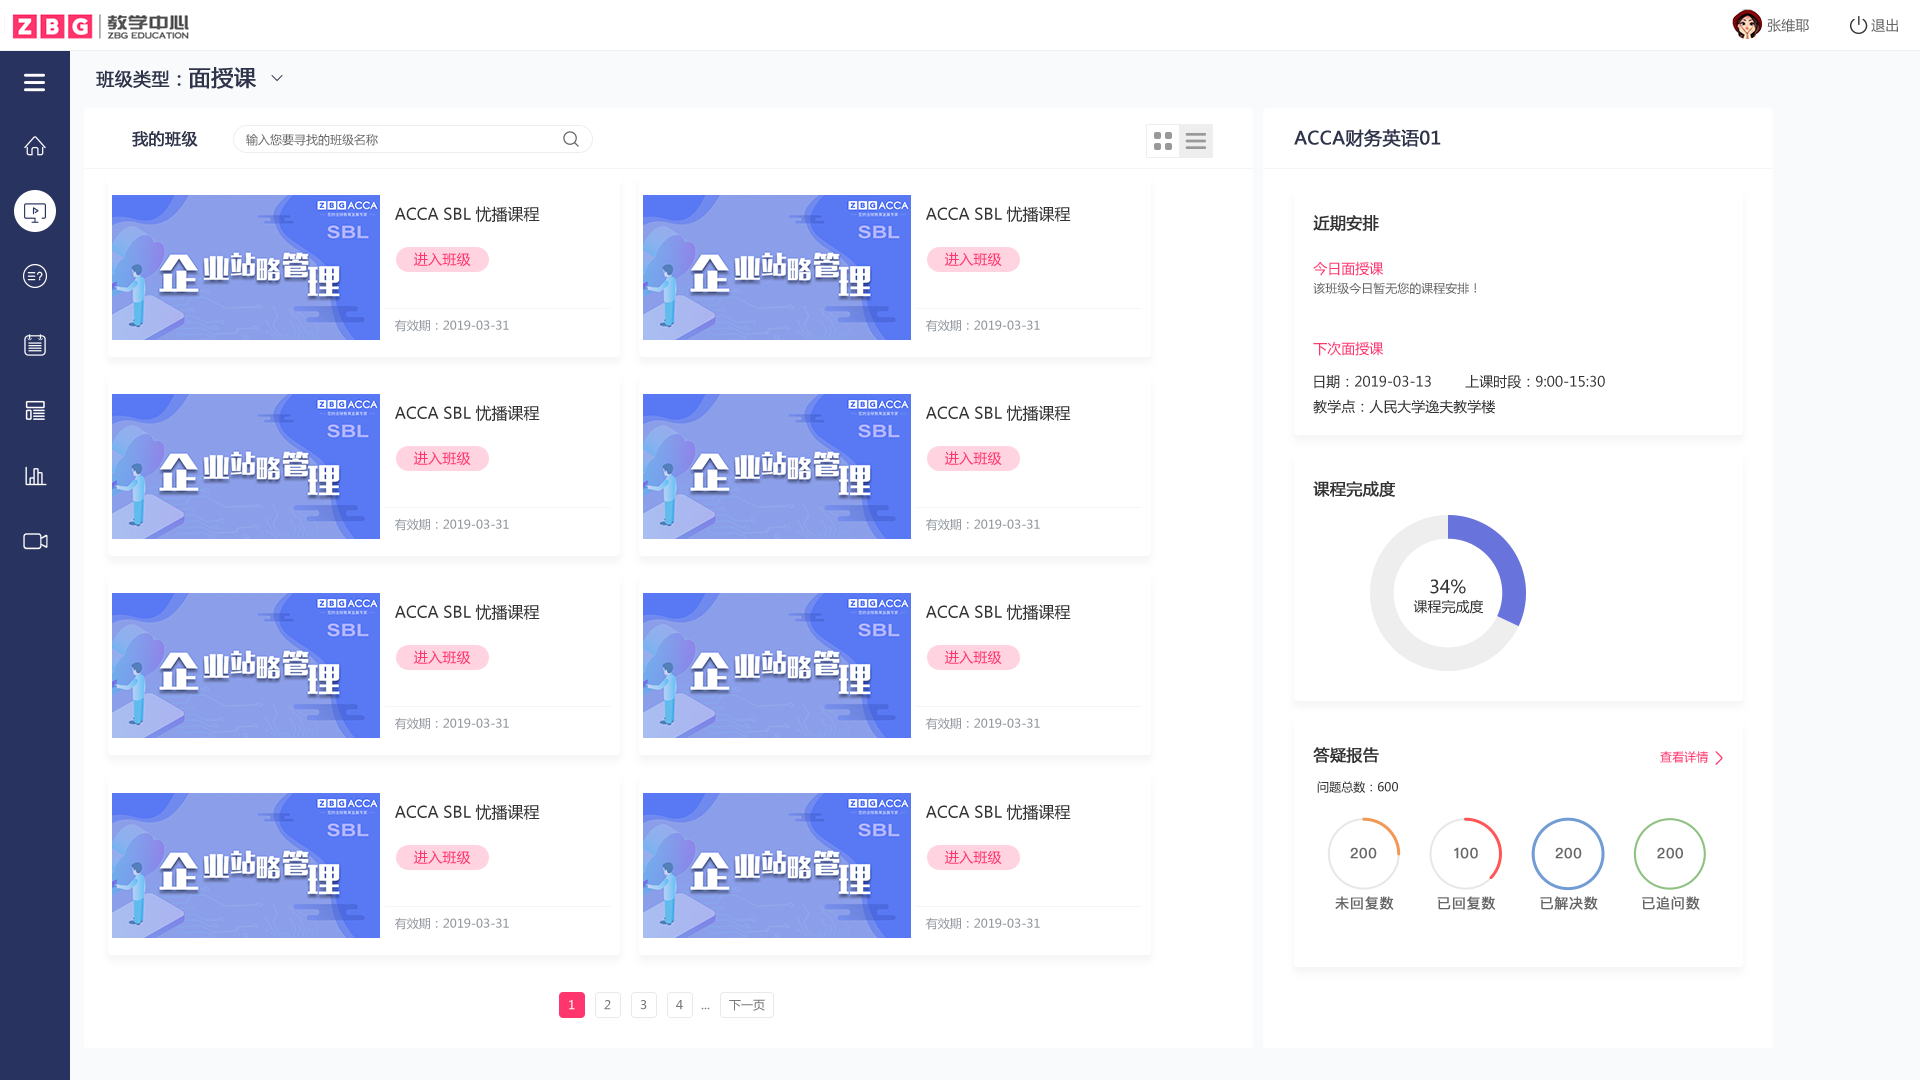 ZBG 教学中心
ZBG EDUCATION
张维耶
退出
班级类型：面授课
我的班级
输入您要寻找的班级名称
ZBG ACCA
SBL
企业站略管理
ACCA SBL 忧播课程
进入班级
有效期：2019-03-31
ZBG ACCA
SBL
企业站略管理
ACCA SBL 忧播课程
进入班级
有效期：2019-03-31
ZBG ACCA
SBL
企业站略管理
ACCA SBL 忧播课程
进入班级
有效期：2019-03-31
ZBG ACCA
SBL
企业站略管理
ACCA SBL 忧播课程
进入班级
有效期：2019-03-31
ZBG ACCA
SBL
企业站略管理
ACCA SBL 忧播课程
进入班级
有效期：2019-03-31
ZBG ACCA
SBL
企业站略管理
ACCA SBL 忧播课程
进入班级
有效期：2019-03-31
ZBG ACCA
SBL
企业站略管理
ACCA SBL 忧播课程
进入班级
有效期：2019-03-31
ZBG ACCA
SBL
企业站略管理
ACCA SBL 忧播课程
进入班级
有效期：2019-03-31
1 2 3 4 ... 下一页
ACCA财务英语01
近期安排
今日面授课
该班级今日暂无您的课程安排！
下次面授课
日期：2019-03-13 上课时段：9:00-15:30
教学点：人民大学逸夫教学楼
课程完成度
34%
课程完成度
答疑报告
查看详情
问题总数：600
200 100 200 200
未回复数 已回复数 已解决数 已追问数